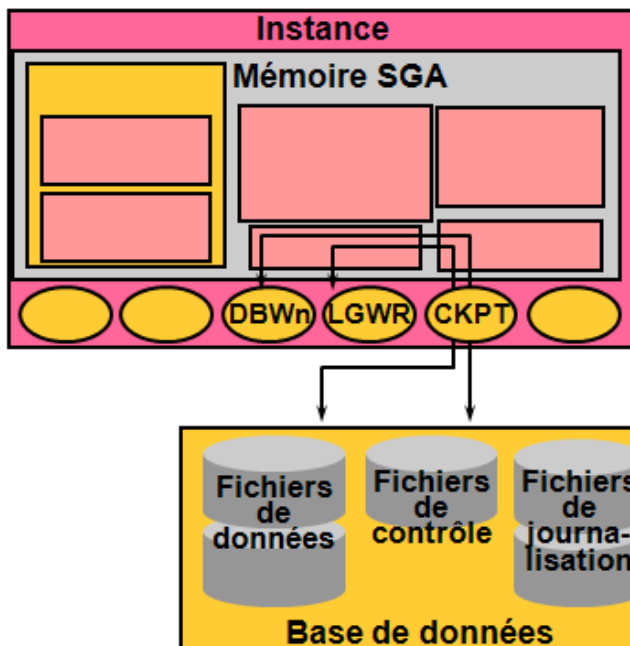 Instance
Mémoire SGA
DBWn
LGWR
CKPT
Fichiers
de
données
Fichiers
de
contrôle
Fichiers
de
journa-
lisation
Base de données